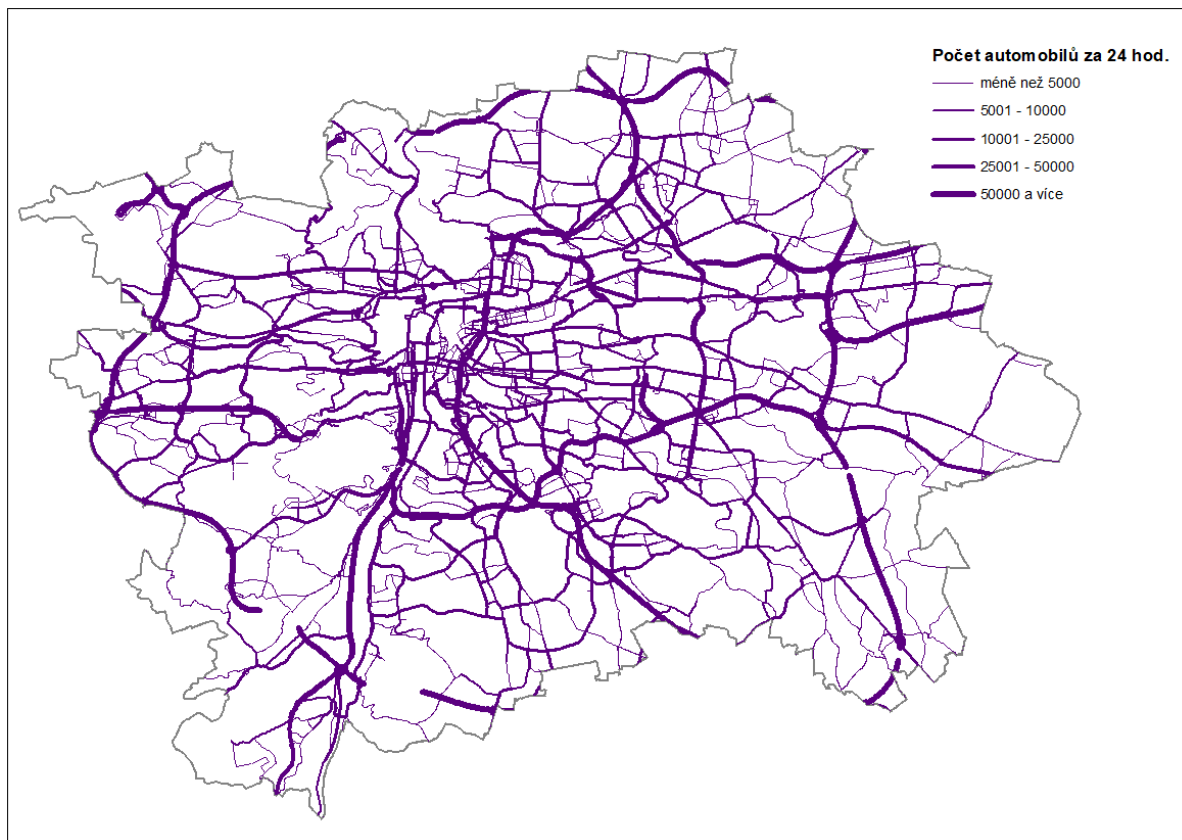 Počet automobilů za 24 hod.
méně než 5000
5001 - 10000
10001 - 25000
25001 - 50000
50000 a více